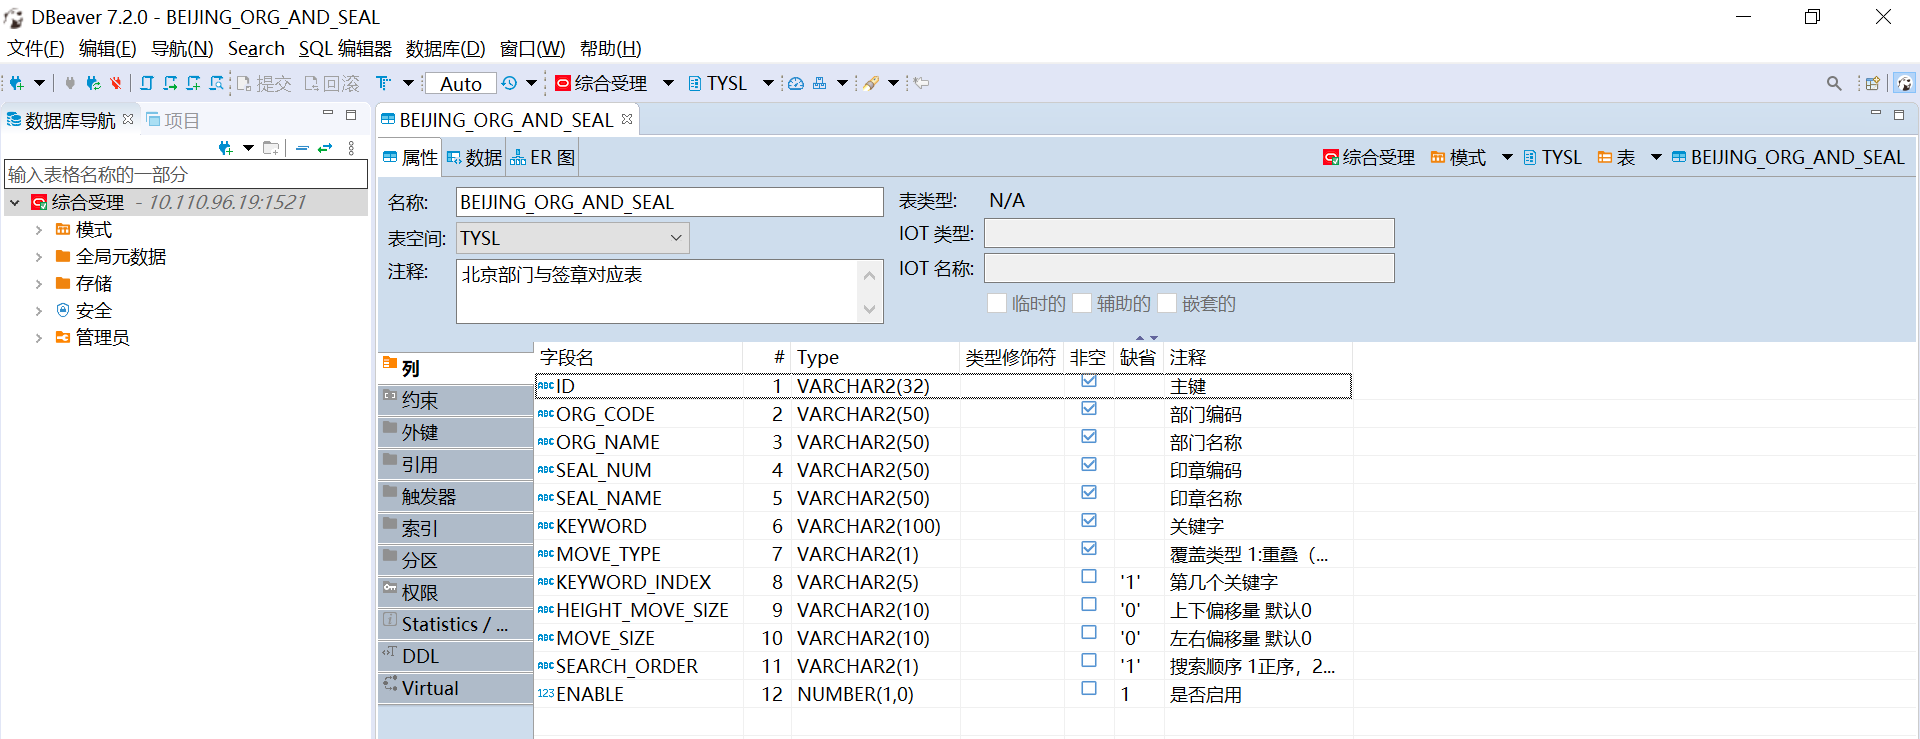 DBeaver 7.2.0 - BEIJING_ORG_AND_SEAL
文件(F) 编辑(E) 导航(N) Search SQL 编辑器 数据库(D) 窗口(W) 帮助(H)
提交 回滚 Auto 综合受理 TYSL
数据库导航 项目
BEIJING_ORG_AND_SEAL
属性 数据 ER 图 综合受理 模式 TYSL 表 BEIJING_ORG_AND_SEAL
输入表格名称的一部分
综合受理 - 10.110.96.19:1521
模式
全局元数据
存储
安全
管理员
名称: BEIJING_ORG_AND_SEAL
表空间: TYSL
注释: 北京部门与签章对应表
表类型: N/A
IOT 类型:
IOT 名称:
临时的 辅助的 嵌套的
列
约束
外键
引用
触发器
索引
分区
权限
Statistics / ...
DDL
Virtual
字段名 # Type 类型修饰符 非空 缺省 注释
ABC ID 1 VARCHAR2(32) 主键
ABC ORG_CODE 2 VARCHAR2(50) 部门编码
ABC ORG_NAME 3 VARCHAR2(50) 部门名称
ABC SEAL_NUM 4 VARCHAR2(50) 印章编码
ABC SEAL_NAME 5 VARCHAR2(50) 印章名称
ABC KEYWORD 6 VARCHAR2(100) 关键字
ABC MOVE_TYPE 7 VARCHAR2(1) 覆盖类型 1:重叠（...
ABC KEYWORD_INDEX 8 VARCHAR2(5) '1' 第几个关键字
ABC HEIGHT_MOVE_SIZE 9 VARCHAR2(10) '0' 上下偏移量 默认0
ABC MOVE_SIZE 10 VARCHAR2(10) '0' 左右偏移量 默认0
ABC SEARCH_ORDER 11 VARCHAR2(1) '1' 搜索顺序 1正序，2...
123 ENABLE 12 NUMBER(1,0) 1 是否启用